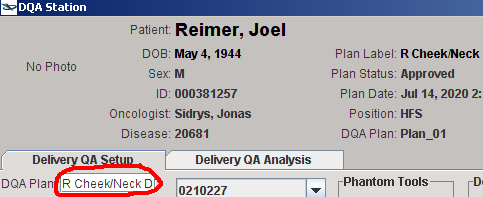 DQA Station
Patient: Reimer, Joel
No Photo
DOB: May 4, 1944
Sex: M
ID: 000381257
Oncologist: Sidrys, Jonas
Disease: 20681
Plan Label: R Cheek/Neck
Plan Status: Approved
Plan Date: Jul 14, 2020 2:
Position: HFS
DQA Plan: Plan_01
Delivery QA Setup
Delivery QA Analysis
DQA Plan: R Cheek/Neck D
0210227
Phantom Tools